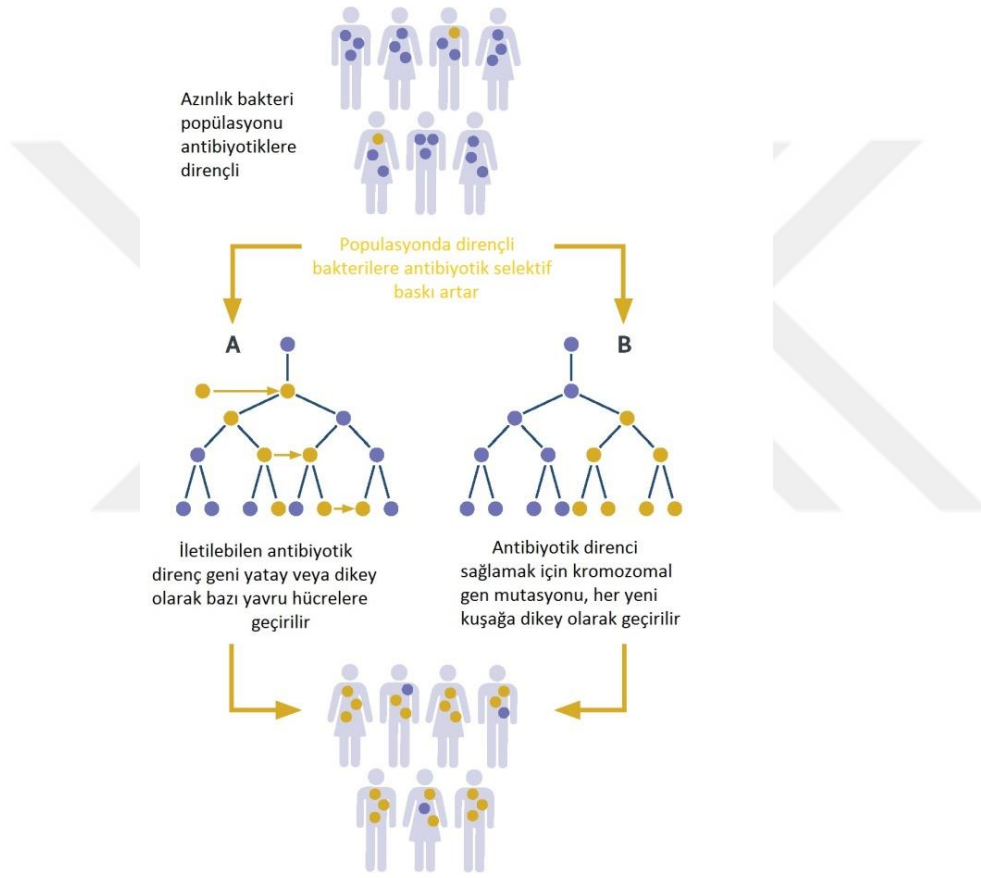 Azınlık bakteri
popülasyonu
antibiyotiklere
dirençli
Populasyonda dirençli
bakterilere antibiyotik selektif
baskı artar
A
B
İletilebilen antibiyotik
direnç geni yatay veya dikey
olarak bazı yavru hücrelere
geçirilir
Antibiyotik direnci
sağlamak için kromozomal
gen mutasyonu, her yeni
kuşağa dikey olarak geçirilir